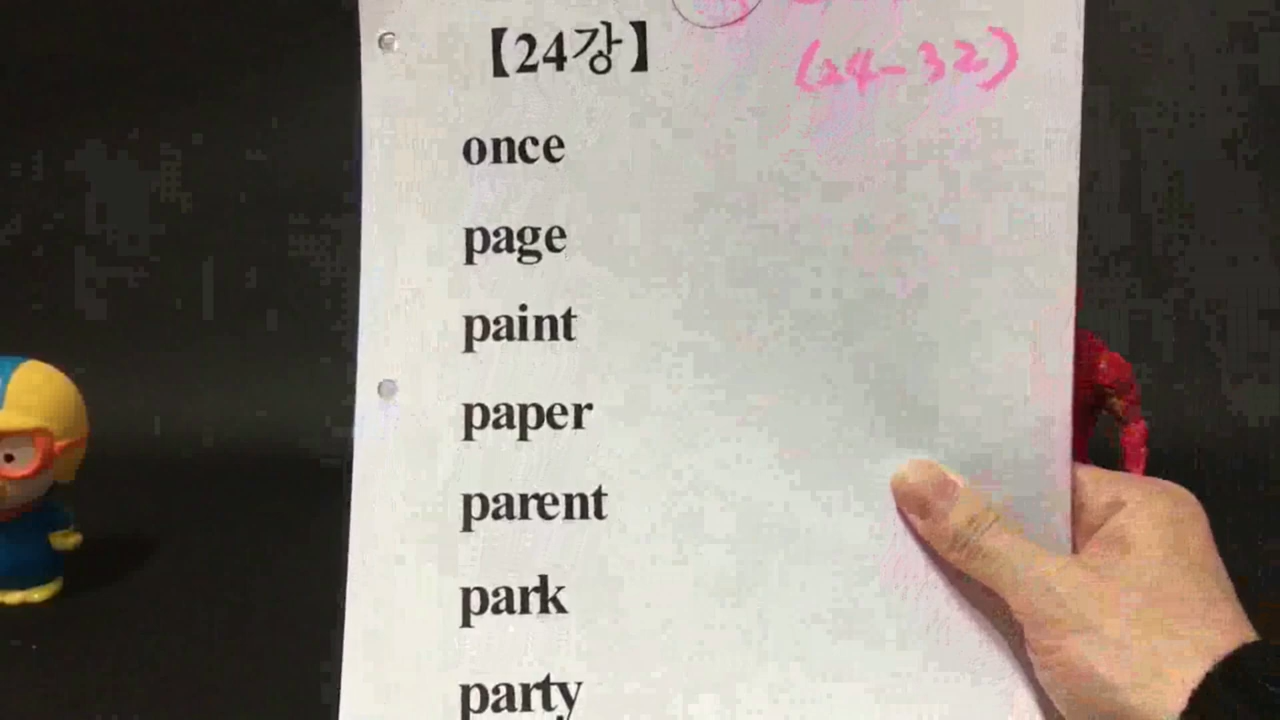 【24강】
(24-32)
once
page
paint
paper
parent
park
party